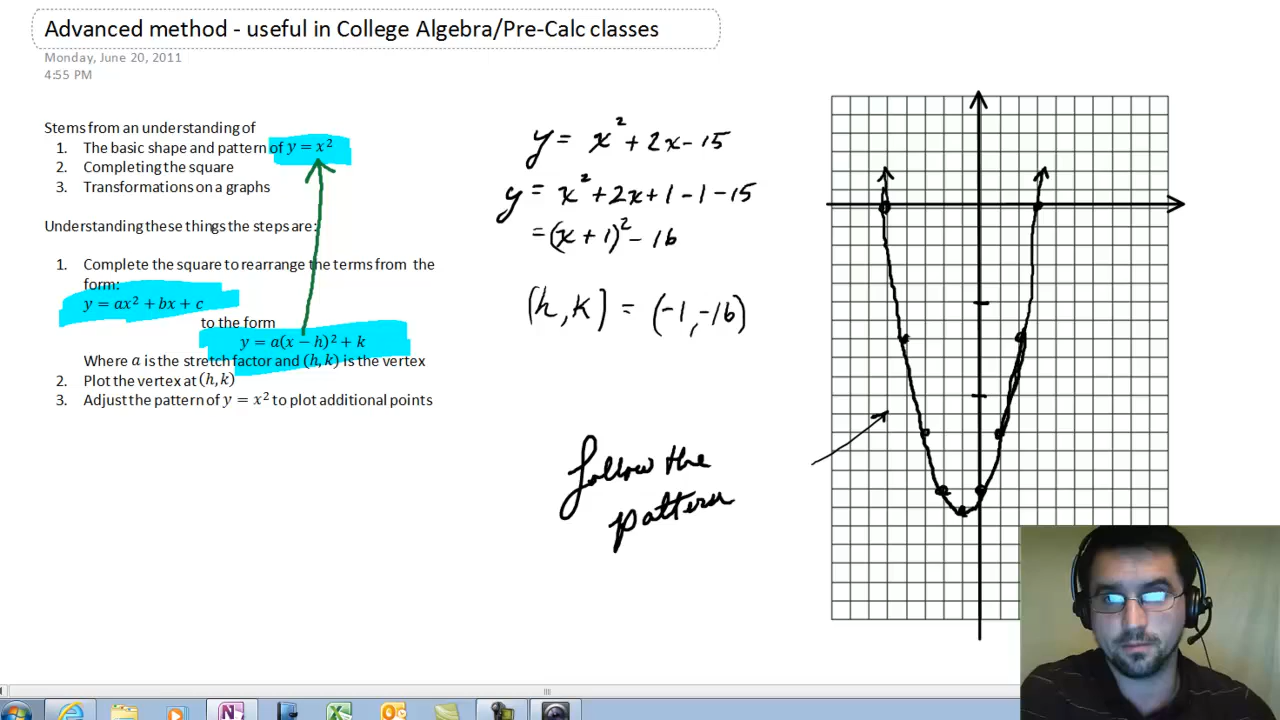 Advanced method - useful in College Algebra/Pre-Calc classes
Monday, June 20, 2011
4:55 PM
Stems from an understanding of
1. The basic shape and pattern of y = x²
2. Completing the square
3. Transformations on a graphs
Understanding these things the steps are:
1. Complete the square to rearrange the terms from the
form:
y = ax² + bx + c
to the form
y = a(x − h)² + k
Where a is the stretch factor and (h, k) is the vertex
2. Plot the vertex at (h, k)
3. Adjust the pattern of y = x² to plot additional points
y = x² + 2x - 15
y = x² + 2x + 1 - 1 - 15
= (x + 1)² - 16
(h, k) = (-1, -16)
follow the
pattern